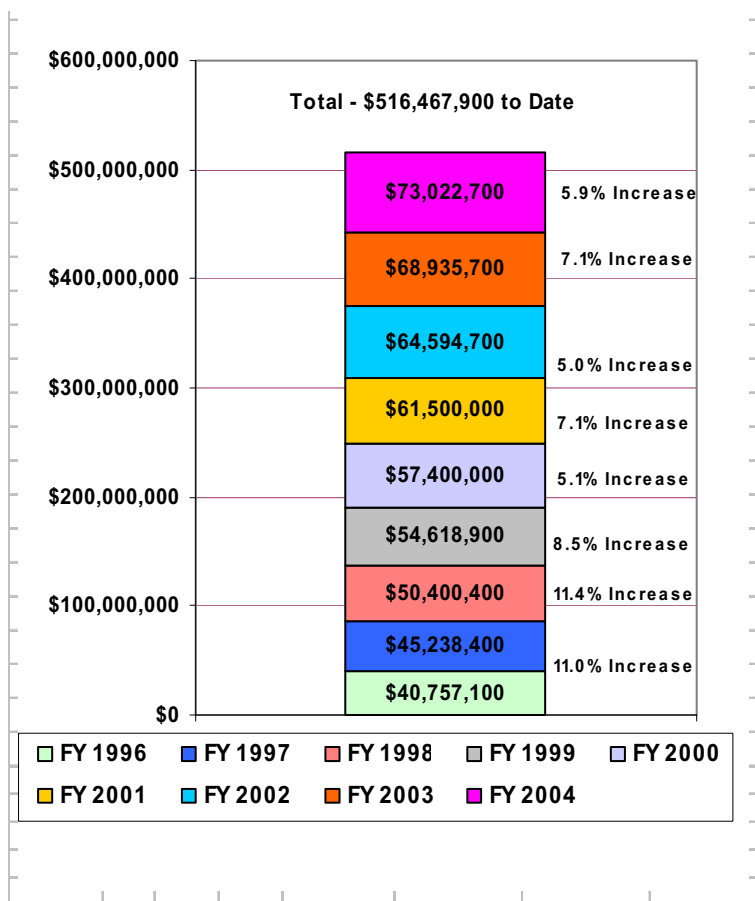 $600,000,000
Total - $516,467,900 to Date
$500,000,000
$73,022,700
5.9% Increase
7.1% Increase
$68,935,700
$400,000,000
$64,594,700
5.0% Increase
$300,000,000
$61,500,000
7.1% Increase
$57,400,000
5.1% Increase
$200,000,000
$54,618,900
8.5% Increase
$50,400,400
11.4% Increase
$100,000,000
$45,238,400
11.0% Increase
$40,757,100
$0
FY 1996 FY 1997 FY 1998 FY 1999 FY 2000
FY 2001 FY 2002 FY 2003 FY 2004